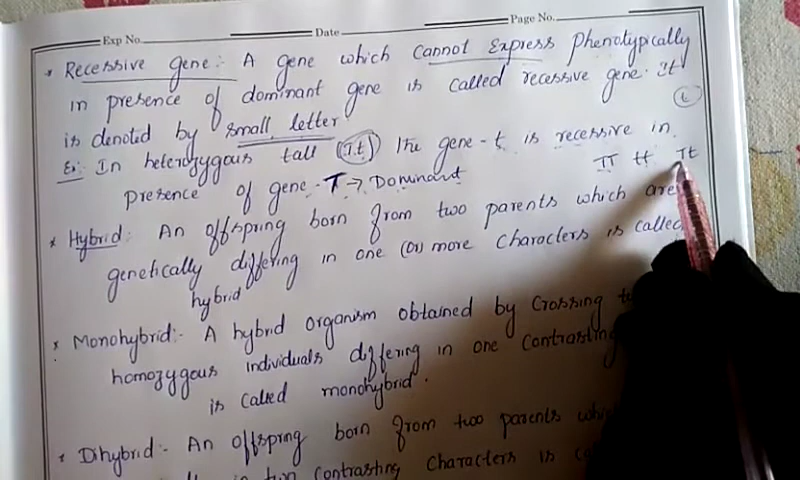 Exp No. Date Page No.
* Recessive gene:- A gene which cannot express phenotypically
in presence of dominant gene is called recessive gene. It
is denoted by small letter (t)
Ex: In heterozygous tall (Tt) The gene-t is recessive in
presence of gene-T → Dominant TT tt Tt
* Hybrid: An offspring born from two parents which are
genetically differing in one (or) more characters is called
hybrid
* Monohybrid:- A hybrid organism obtained by crossing
homozygous individuals differing in one contrasting
is called monohybrid.
* Dihybrid:- An offspring born from two parents
in two contrasting characters is